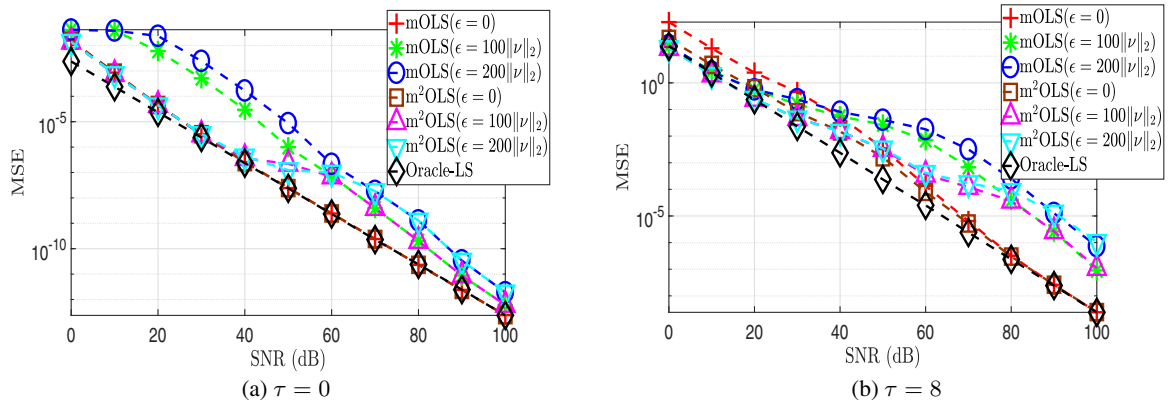 mOLS(ϵ = 0)
mOLS(ϵ = 100‖ν‖₂)
mOLS(ϵ = 200‖ν‖₂)
m²OLS(ϵ = 0)
m²OLS(ϵ = 100‖ν‖₂)
m²OLS(ϵ = 200‖ν‖₂)
Oracle-LS
10⁻⁵
10⁻¹⁰
MSE
0 20 40 60 80 100
SNR (dB)
(a) τ = 0
mOLS(ϵ = 0)
mOLS(ϵ = 100‖ν‖₂)
mOLS(ϵ = 200‖ν‖₂)
m²OLS(ϵ = 0)
m²OLS(ϵ = 100‖ν‖₂)
m²OLS(ϵ = 200‖ν‖₂)
Oracle-LS
10⁰
10⁻⁵
MSE
0 20 40 60 80 100
SNR (dB)
(b) τ = 8